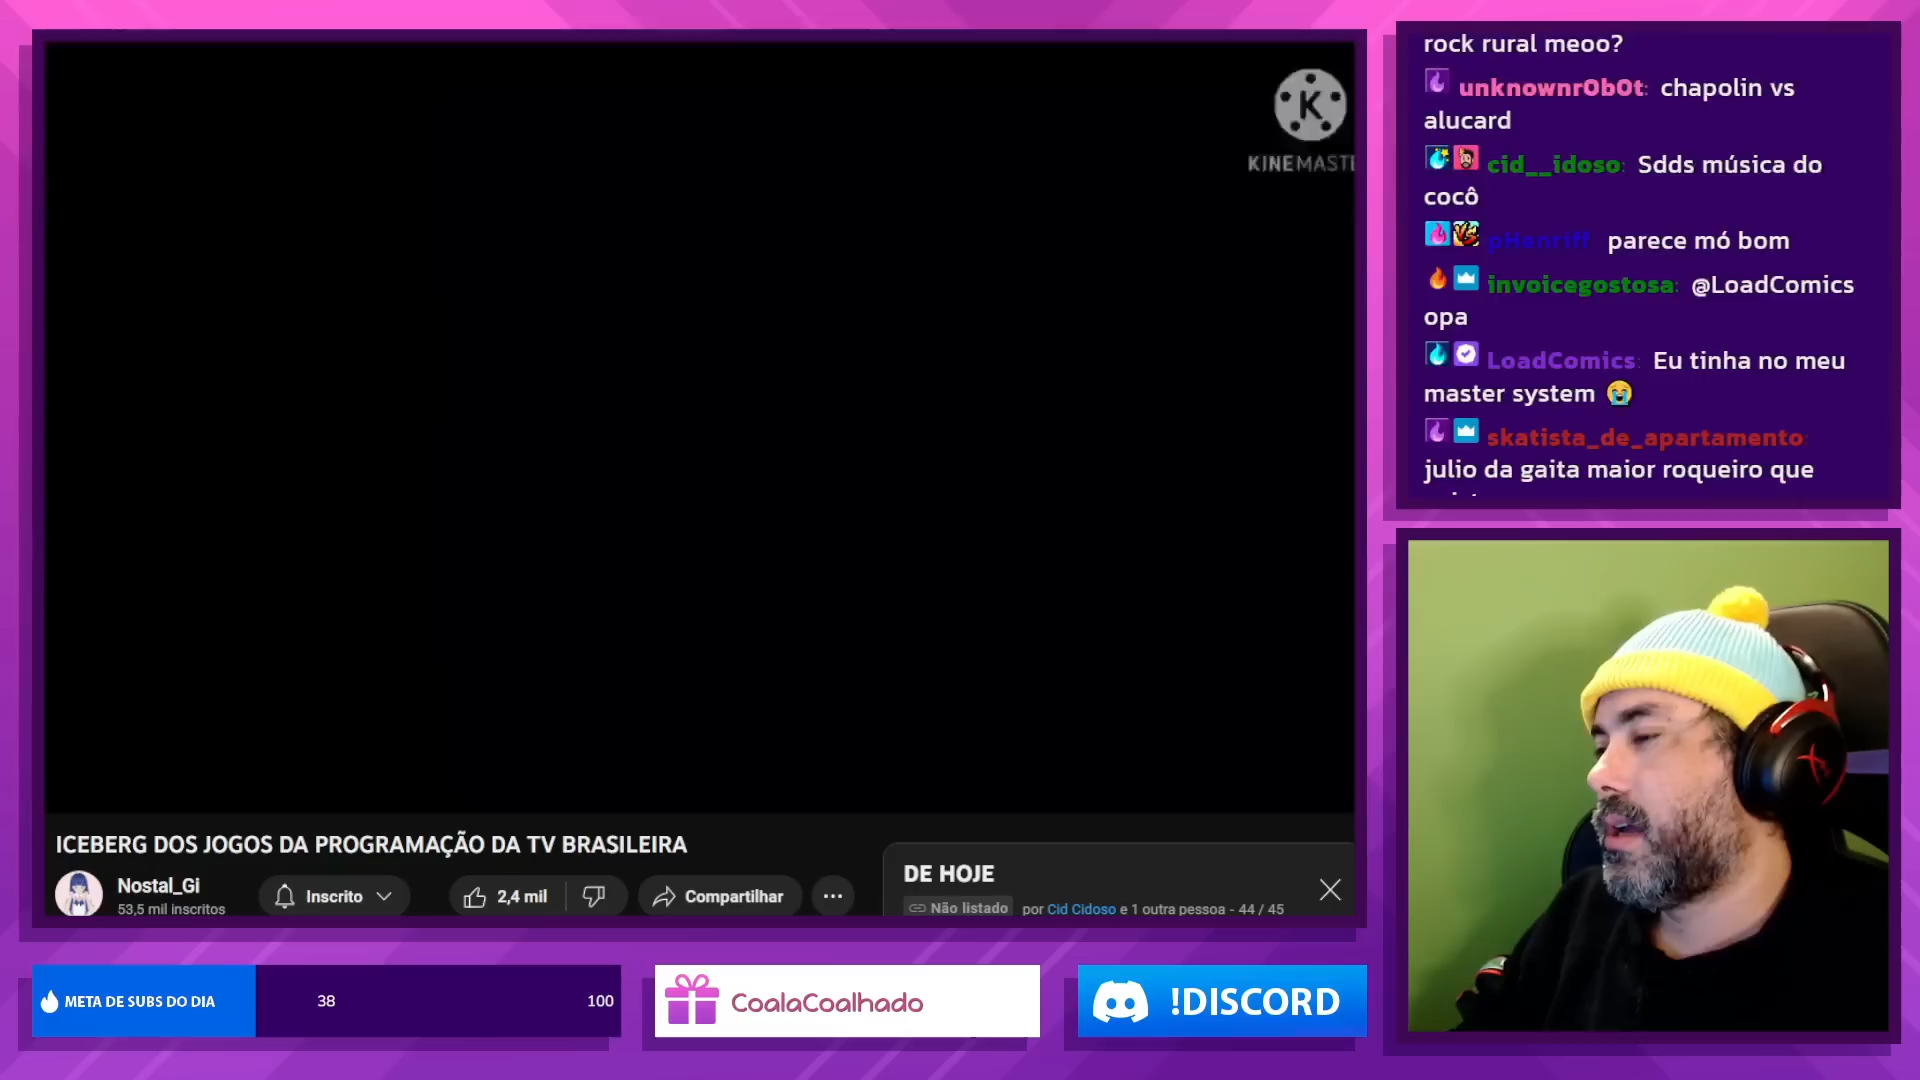 K
KINEMASTE
rock rural meoo?
unknownr0b0t: chapolin vs
alucard
cid__idoso: Sdds música do
cocô
VS pHenriff: parece mó bom
invoicegostosa: @LoadComics
opa
LoadComics: Eu tinha no meu
master system
skatista_de_apartamento:
julio da gaita maior roqueiro que
ICEBERG DOS JOGOS DA PROGRAMAÇÃO DA TV BRASILEIRA
Nostal_Gi
53,5 mil inscritos
Inscrito
2,4 mil
Compartilhar
DE HOJE
Não listado por Cid Cidoso e 1 outra pessoa - 44 / 45
META DE SUBS DO DIA 38 100
CoalaCoalhado
!DISCORD